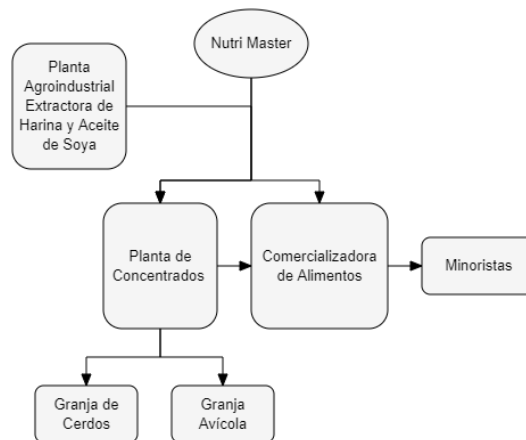 Nutri Master
Planta
Agroindustrial
Extractora de
Harina y Aceite
de Soya
Planta de
Concentrados
Comercializadora
de Alimentos
Minoristas
Granja de
Cerdos
Granja
Avícola